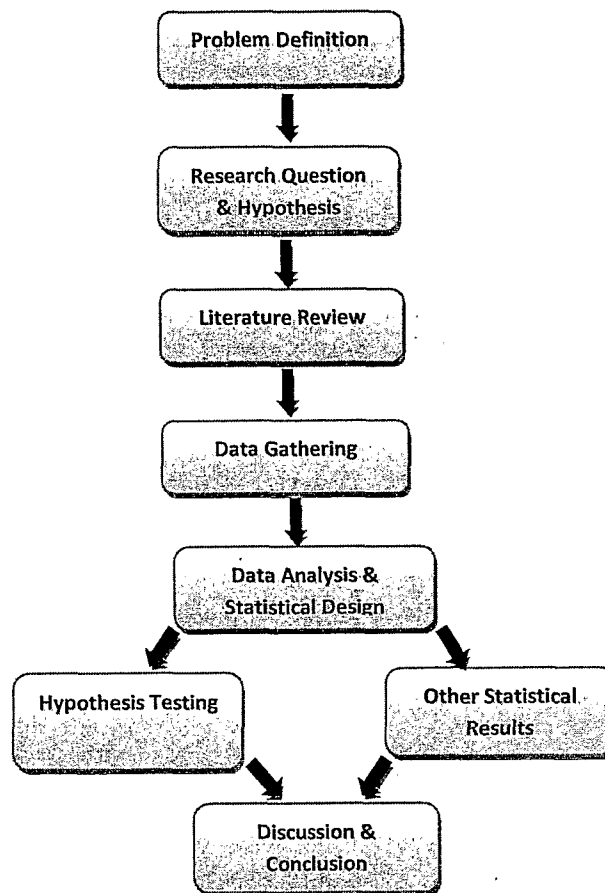 Problem Definition
Research Question
& Hypothesis
Literature Review
Data Gathering
Data Analysis &
Statistical Design
Hypothesis Testing
Other Statistical
Results
Discussion &
Conclusion